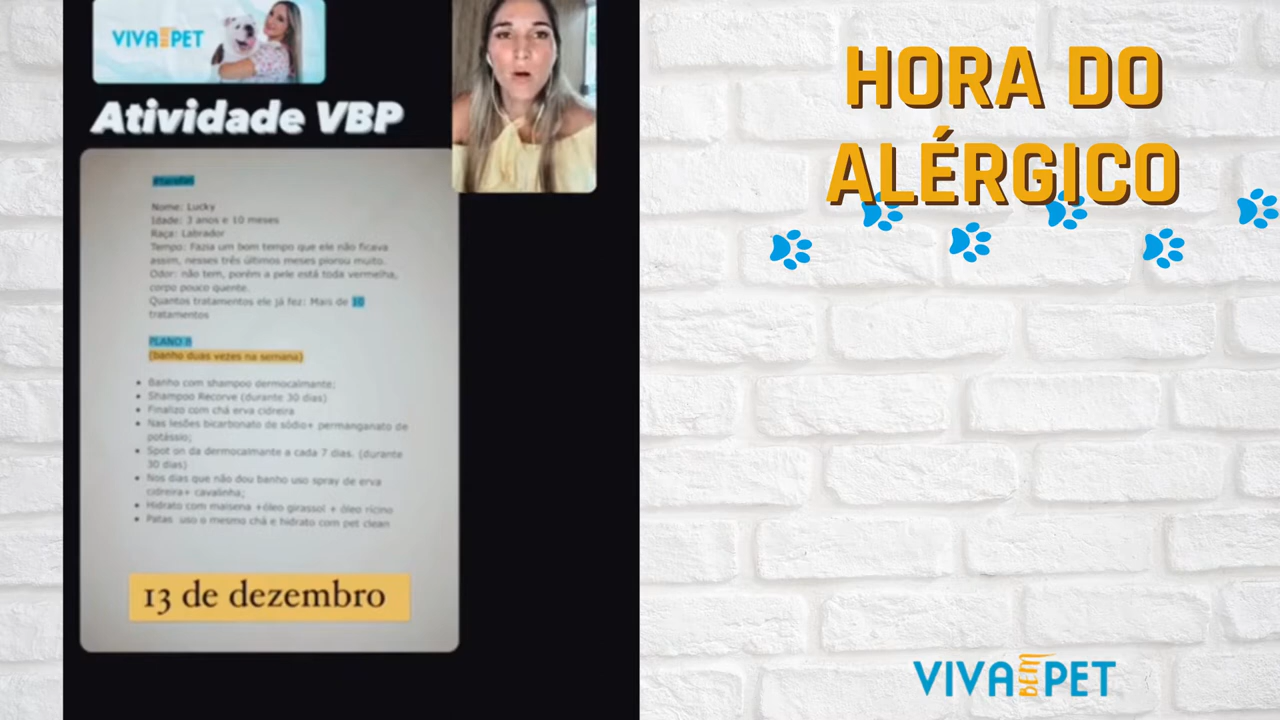 VIVA BEM PET
Atividade VBP
Nome: Lucky
Idade: 3 anos e 10 meses
Raça: Labrador
Tempo: Fazia um bom tempo que ele não ficava
assim, nesses três últimos meses piorou muito.
Odor: não tem, porém a pele está toda vermelha,
corpo pouco quente.
Quantos tratamentos ele já fez: Mais de 10
tratamentos
PLANO 8
(banho duas vezes na semana)
• Banho com shampoo dermocalmante;
• Shampoo Recorve (durante 30 dias)
• Finalizo com chá erva cidreira
• Nas lesões bicarbonato de sódio+ permanganato de
potássio;
• Spot on da dermocalmante a cada 7 dias. (durante
30 dias)
• Nos dias que não dou banho uso spray de erva
cidreira+ cavalinha;
• Hidrato com maisena +óleo girassol + óleo rícino
• Patas uso o mesmo chá e hidrato com pet clean
13 de dezembro
HORA DO
ALÉRGICO
VIVA BEM PET